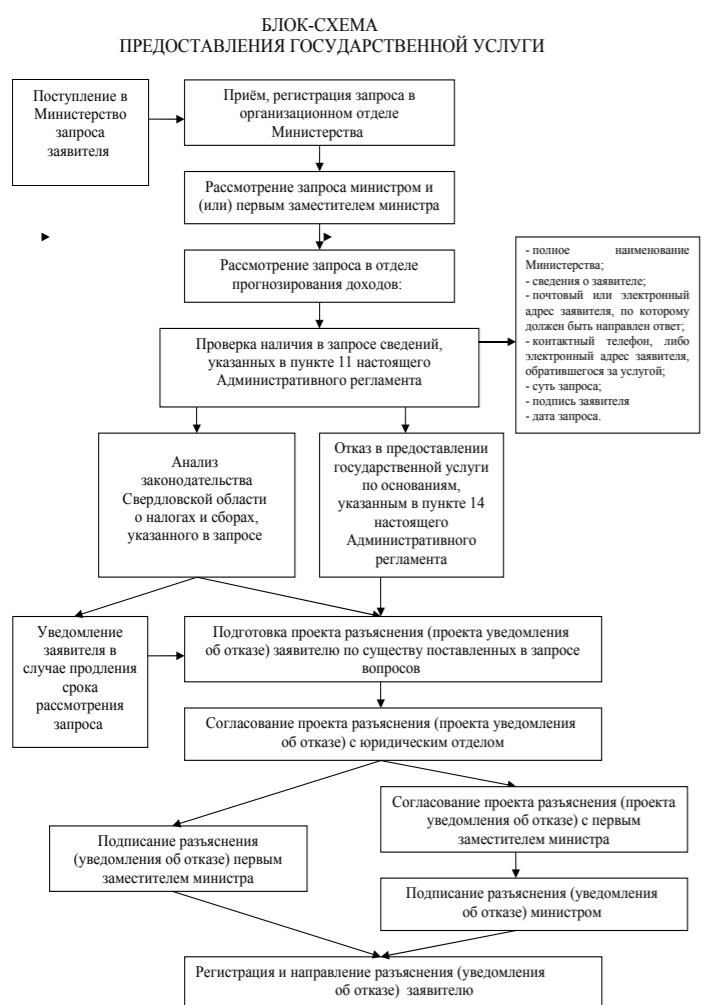 БЛОК-СХЕМА
ПРЕДОСТАВЛЕНИЯ ГОСУДАРСТВЕННОЙ УСЛУГИ
Поступление в
Министерство
запроса
заявителя
Приём, регистрация запроса в
организационном отделе
Министерства
Рассмотрение запроса министром и
(или) первым заместителем министра
Рассмотрение запроса в отделе
прогнозирования доходов:
Проверка наличия в запросе сведений,
указанных в пункте 11 настоящего
Административного регламента
- полное наименование
Министерства;
- сведения о заявителе;
- почтовый или электронный
адрес заявителя, по которому
должен быть направлен ответ;
- контактный телефон, либо
электронный адрес заявителя,
обратившегося за услугой;
- суть запроса;
- подпись заявителя
- дата запроса.
Анализ
законодательства
Свердловской области
о налогах и сборах,
указанного в запросе
Отказ в предоставлении
государственной услуги
по основаниям,
указанным в пункте 14
настоящего
Административного
регламента
Уведомление
заявителя в
случае продления
срока
рассмотрения
запроса
Подготовка проекта разъяснения (проекта уведомления
об отказе) заявителю по существу поставленных в запросе
вопросов
Согласование проекта разъяснения (проекта уведомления
об отказе) с юридическим отделом
Подписание разъяснения
(уведомления об отказе) первым
заместителем министра
Согласование проекта разъяснения (проекта
уведомления об отказе) с первым
заместителем министра
Подписание разъяснения (уведомления
об отказе) министром
Регистрация и направление разъяснения (уведомления
об отказе) заявителю